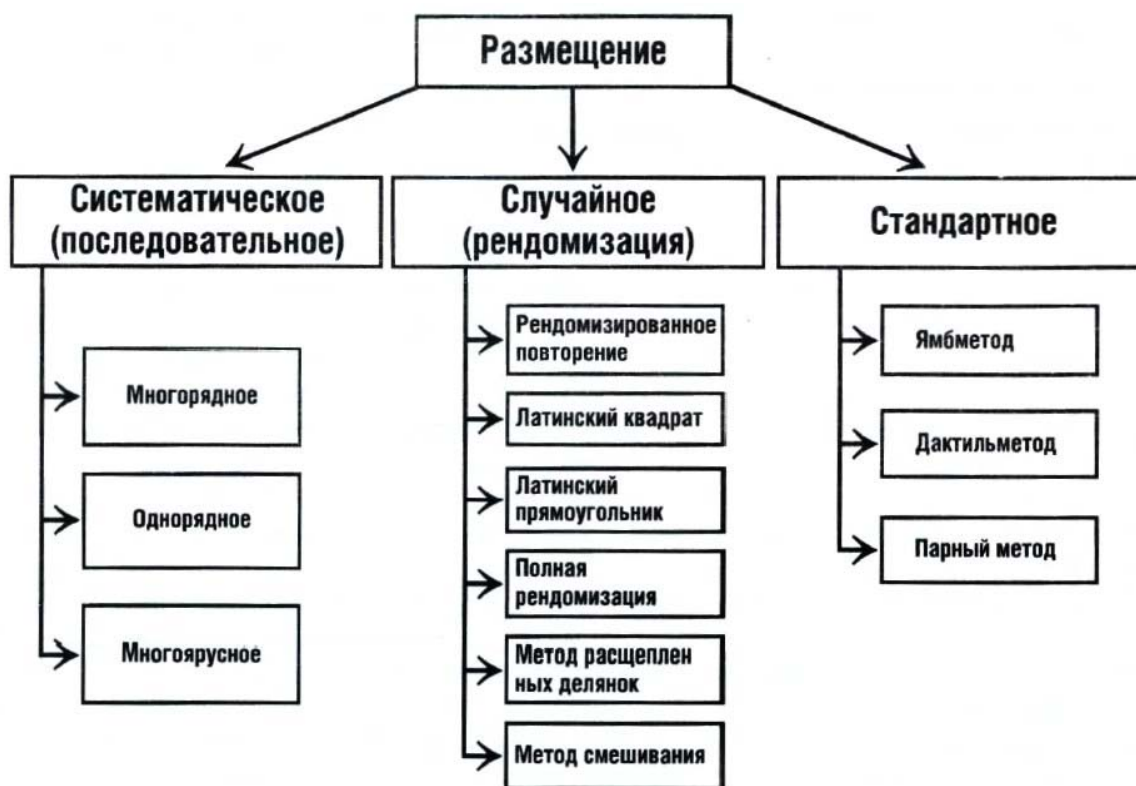 Размещение
Систематическое
(последовательное)
Многорядное
Однорядное
Многоярусное
Случайное
(рендомизация)
Рендомизированное
повторение
Латинский квадрат
Латинский
прямоугольник
Полная
рендомизация
Метод расщеплен
ных делянок
Метод смешивания
Стандартное
Ямбметод
Дактильметод
Парный метод